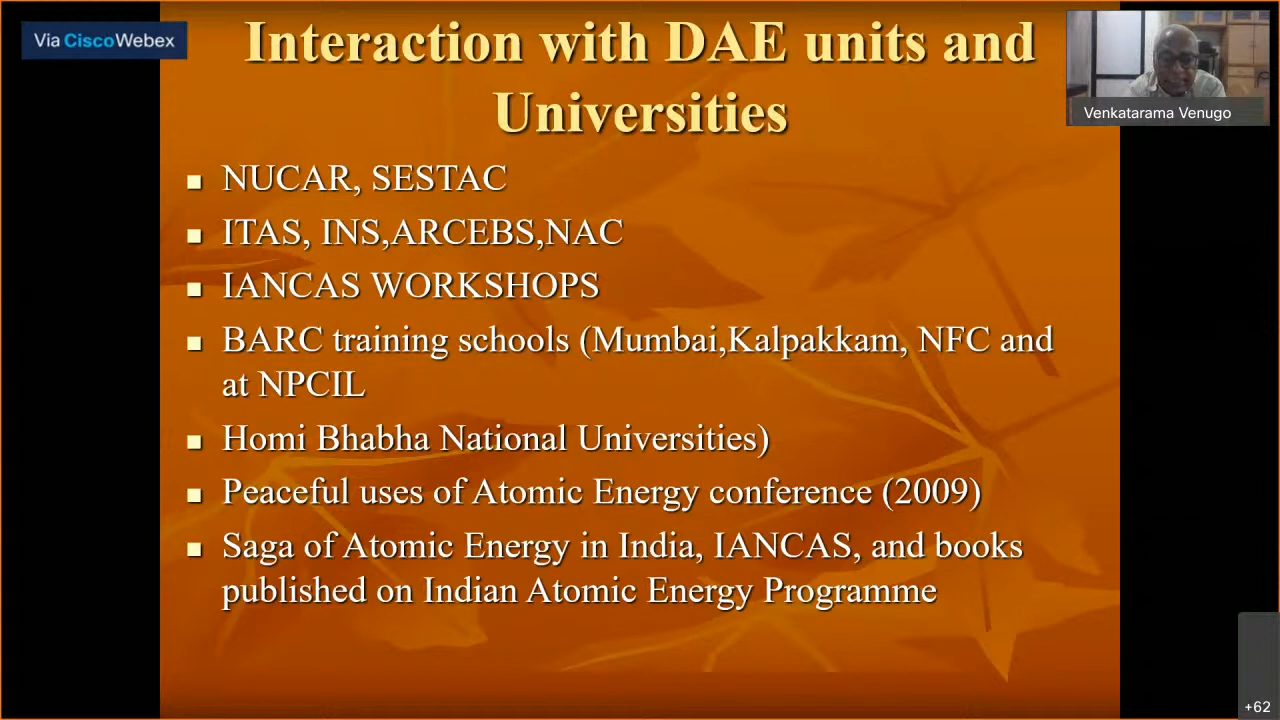 Via Cisco Webex
Interaction with DAE units and
Universities
Venkatarama Venugo
NUCAR, SESTAC
ITAS, INS,ARCEBS,NAC
IANCAS WORKSHOPS
BARC training schools (Mumbai,Kalpakkam, NFC and
at NPCIL
Homi Bhabha National Universities)
Peaceful uses of Atomic Energy conference (2009)
Saga of Atomic Energy in India, IANCAS, and books
published on Indian Atomic Energy Programme
+62